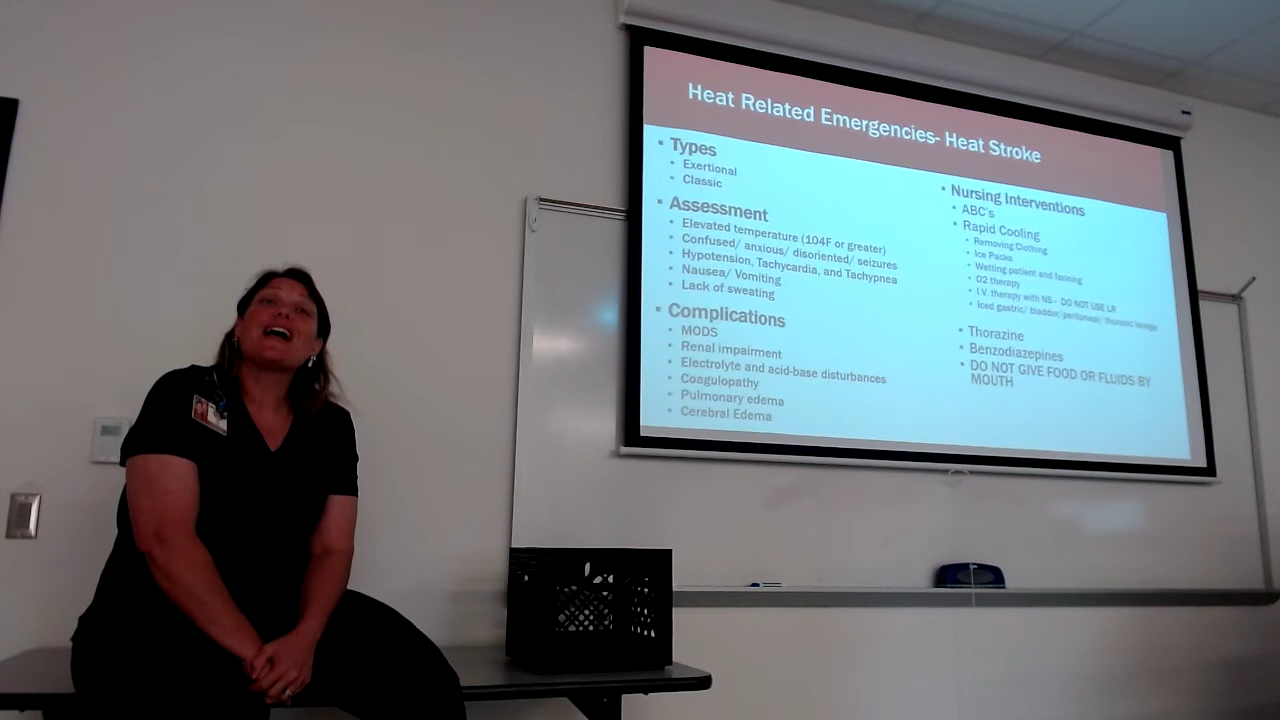 Heat Related Emergencies- Heat Stroke
Types
Exertional
Classic
Assessment
Elevated temperature (104F or greater)
Confused/ anxious/ disoriented/ seizures
Hypotension, Tachycardia, and Tachypnea
Nausea/ Vomiting
Lack of sweating
Complications
MODS
Renal impairment
Electrolyte and acid-base disturbances
Coagulopathy
Pulmonary edema
Cerebral Edema
Nursing Interventions
ABC's
Rapid Cooling
Removing Clothing
Ice Packs
Wetting patient and fanning
O2 therapy
I.V. therapy with NS- DO NOT USE LR
Iced gastric/ bladder/peritoneal/ thoracic lavage
Thorazine
Benzodiazepines
DO NOT GIVE FOOD OR FLUIDS BY
MOUTH